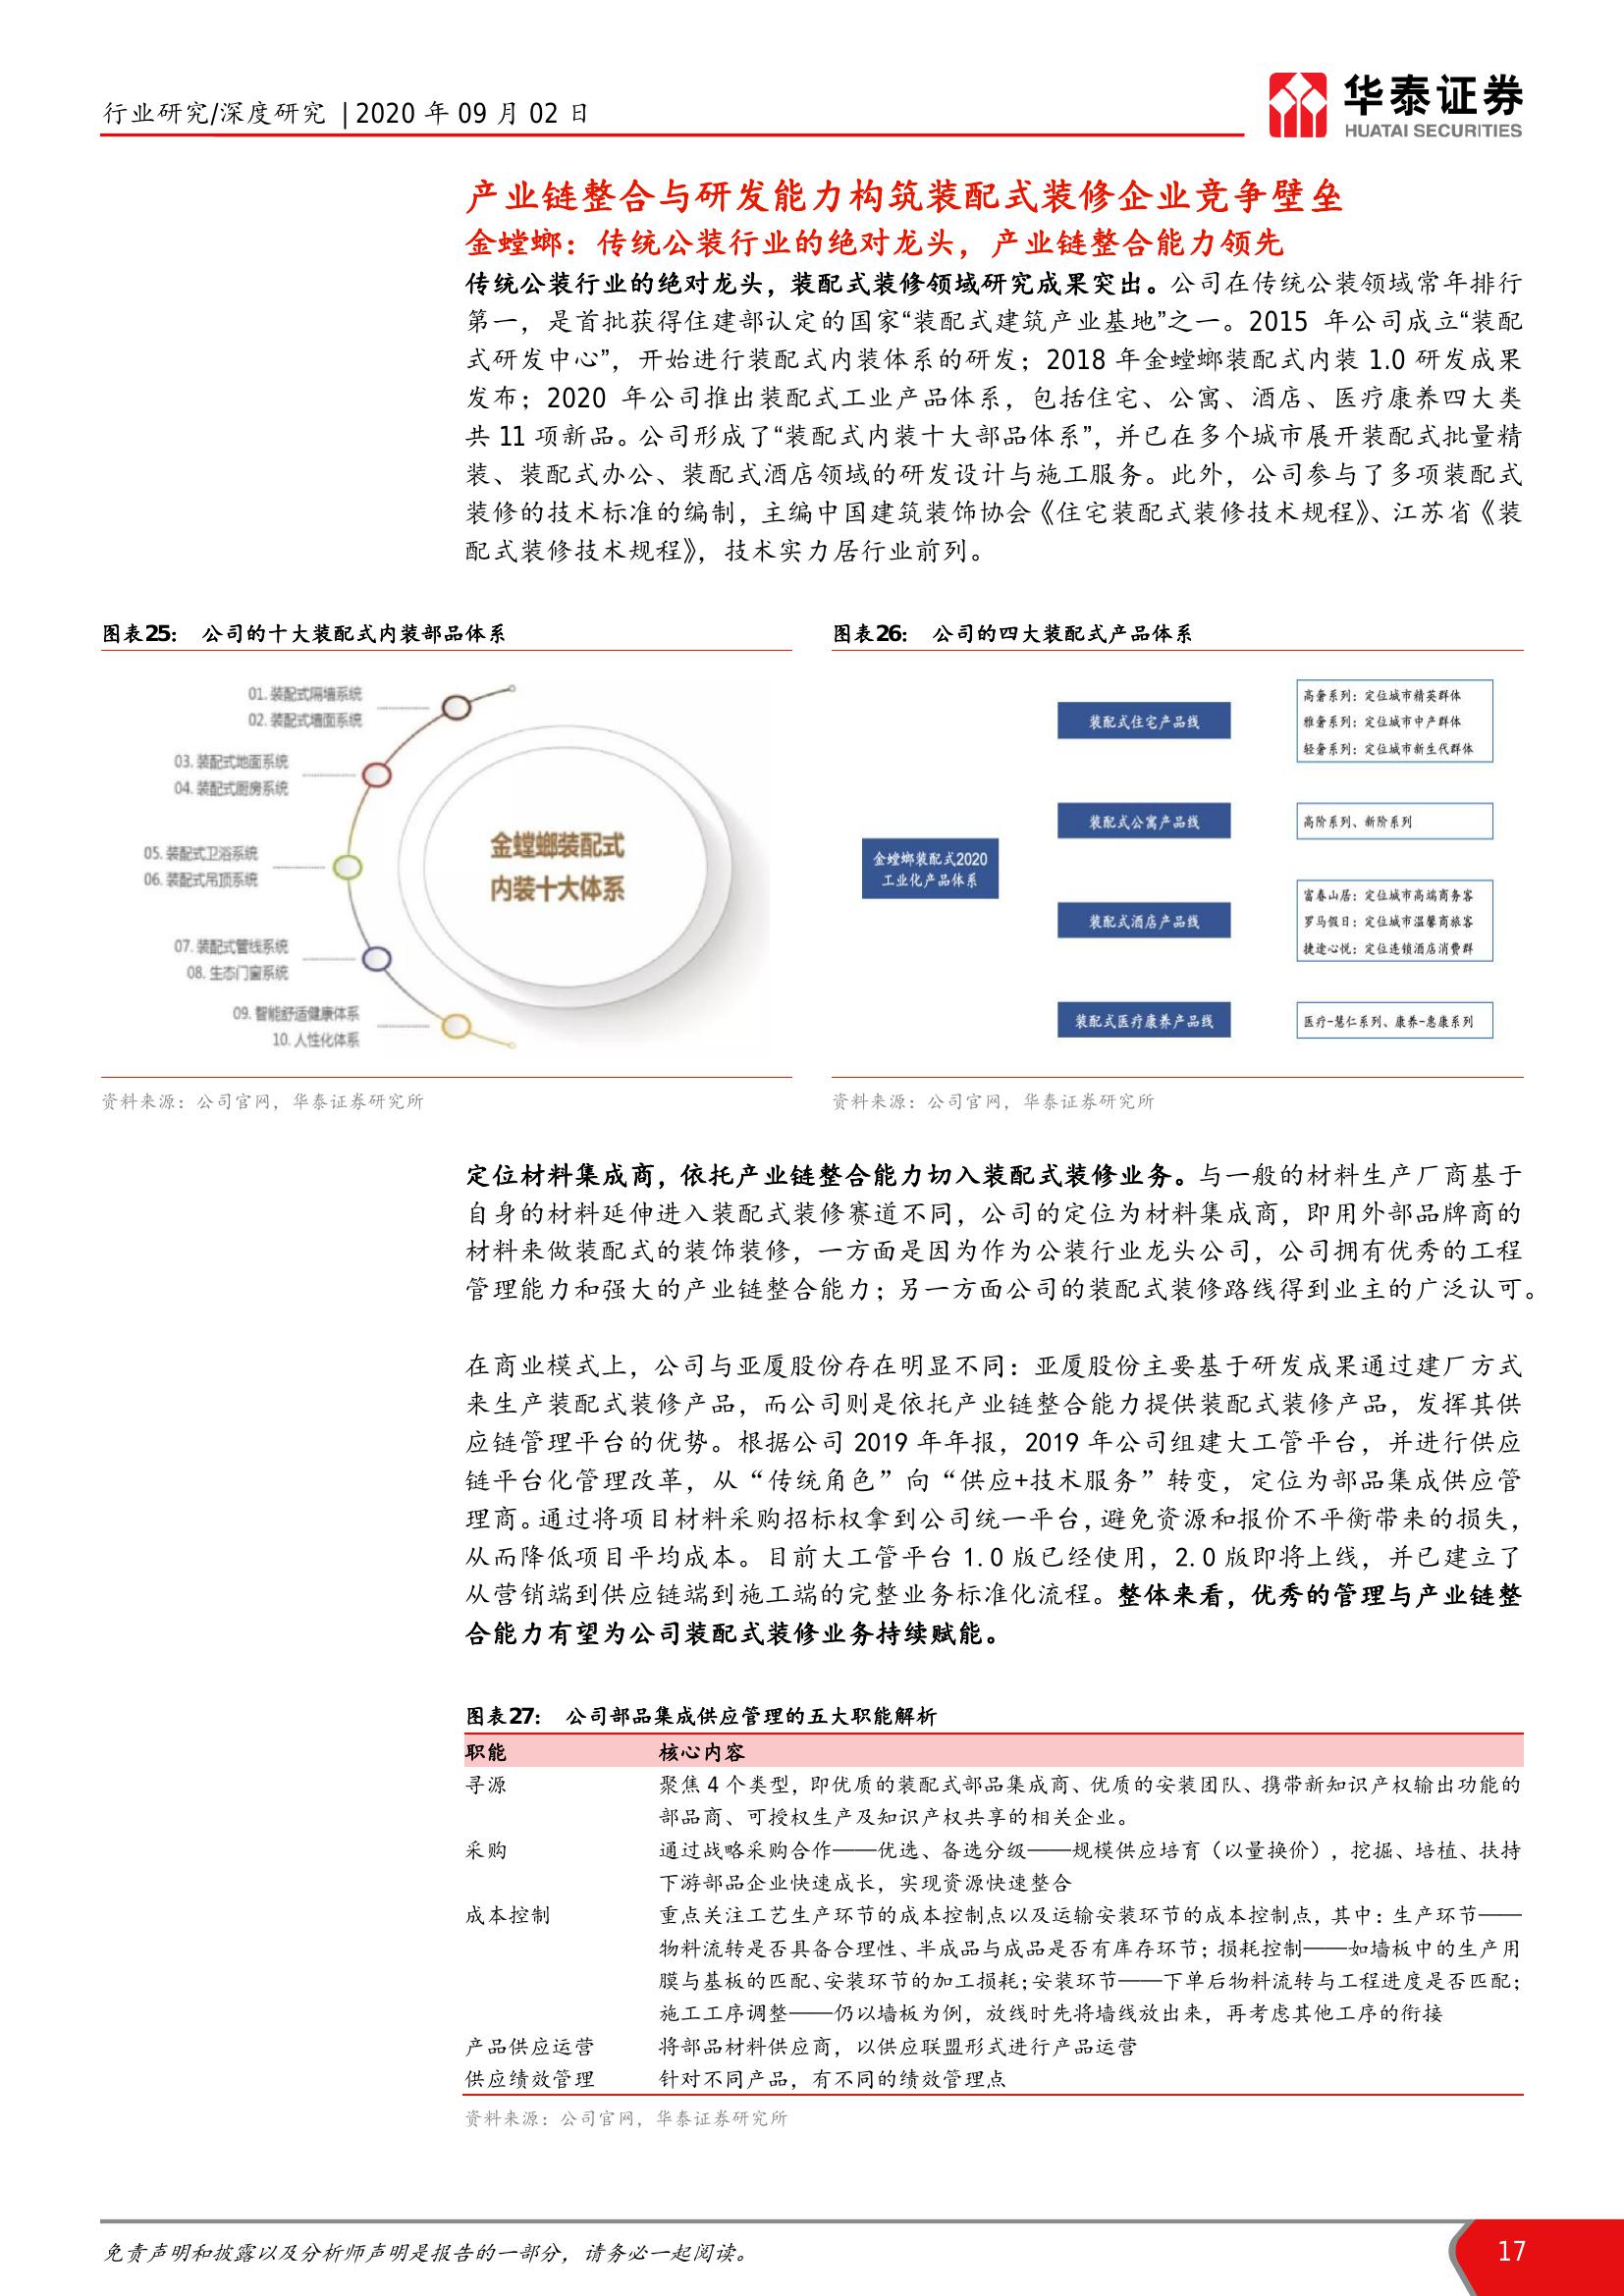 行业研究/深度研究 | 2020 年 09 月 02 日
华泰证券
HUATAI SECURITIES
产业链整合与研发能力构筑装配式装修企业竞争壁垒
金螳螂：传统公装行业的绝对龙头，产业链整合能力领先
传统公装行业的绝对龙头，装配式装修领域研究成果突出。公司在传统公装领域常年排行
第一，是首批获得住建部认定的国家“装配式建筑产业基地”之一。2015 年公司成立“装配
式研发中心”，开始进行装配式内装体系的研发；2018 年金螳螂装配式内装 1.0 研发成果
发布；2020 年公司推出装配式工业产品体系，包括住宅、公寓、酒店、医疗康养四大类
共 11 项新品。公司形成了“装配式内装十大部品体系”，并已在多个城市展开装配式批量精
装、装配式办公、装配式酒店领域的研发设计与施工服务。此外，公司参与了多项装配式
装修的技术标准的编制，主编中国建筑装饰协会《住宅装配式装修技术规程》、江苏省《装
配式装修技术规程》，技术实力居行业前列。
图表25： 公司的十大装配式内装部品体系
01. 装配式隔墙系统
02. 装配式墙面系统
03. 装配式地面系统
04. 装配式厨房系统
05. 装配式卫浴系统
06. 装配式吊顶系统
07. 装配式管线系统
08. 生态门窗系统
09. 智能舒适健康体系
10. 人性化体系
金螳螂装配式
内装十大体系
资料来源：公司官网，华泰证券研究所
图表26： 公司的四大装配式产品体系
金螳螂装配式2020
工业化产品体系
装配式住宅产品线
高奢系列：定位城市精英群体
雅奢系列：定位城市中产群体
轻奢系列：定位城市新生代群体
装配式公寓产品线
高阶系列、新阶系列
装配式酒店产品线
富春山居：定位城市高端商务客
罗马假日：定位城市温馨商旅客
捷途心悦：定位连锁酒店消费群
装配式医疗康养产品线
医疗-慧仁系列、康养-惠康系列
资料来源：公司官网，华泰证券研究所
定位材料集成商，依托产业链整合能力切入装配式装修业务。与一般的材料生产厂商基于
自身的材料延伸进入装配式装修赛道不同，公司的定位为材料集成商，即用外部品牌商的
材料来做装配式的装饰装修，一方面是因为作为公装行业龙头公司，公司拥有优秀的工程
管理能力和强大的产业链整合能力；另一方面公司的装配式装修路线得到业主的广泛认可。
在商业模式上，公司与亚厦股份存在明显不同：亚厦股份主要基于研发成果通过建厂方式
来生产装配式装修产品，而公司则是依托产业链整合能力提供装配式装修产品，发挥其供
应链管理平台的优势。根据公司 2019 年年报，2019 年公司组建大工管平台，并进行供应
链平台化管理改革，从“传统角色”向“供应+技术服务”转变，定位为部品集成供应管
理商。通过将项目材料采购招标权拿到公司统一平台，避免资源和报价不平衡带来的损失，
从而降低项目平均成本。目前大工管平台 1.0 版已经使用，2.0 版即将上线，并已建立了
从营销端到供应链端到施工端的完整业务标准化流程。整体来看，优秀的管理与产业链整
合能力有望为公司装配式装修业务持续赋能。
图表27： 公司部品集成供应管理的五大职能解析
职能 核心内容
寻源 聚焦 4 个类型，即优质的装配式部品集成商、优质的安装团队、携带新知识产权输出功能的
部品商、可授权生产及知识产权共享的相关企业。
采购 通过战略采购合作——优选、备选分级——规模供应培育（以量换价），挖掘、培植、扶持
下游部品企业快速成长，实现资源快速整合
成本控制 重点关注工艺生产环节的成本控制点以及运输安装环节的成本控制点，其中：生产环节——
物料流转是否具备合理性、半成品与成品是否有库存环节；损耗控制——如墙板中的生产用
膜与基板的匹配、安装环节的加工损耗；安装环节——下单后物料流转与工程进度是否匹配；
施工工序调整——仍以墙板为例，放线时先将墙线放出来，再考虑其他工序的衔接
产品供应运营 将部品材料供应商，以供应联盟形式进行产品运营
供应绩效管理 针对不同产品，有不同的绩效管理点
资料来源：公司官网，华泰证券研究所
免责声明和披露以及分析师声明是报告的一部分，请务必一起阅读。
17